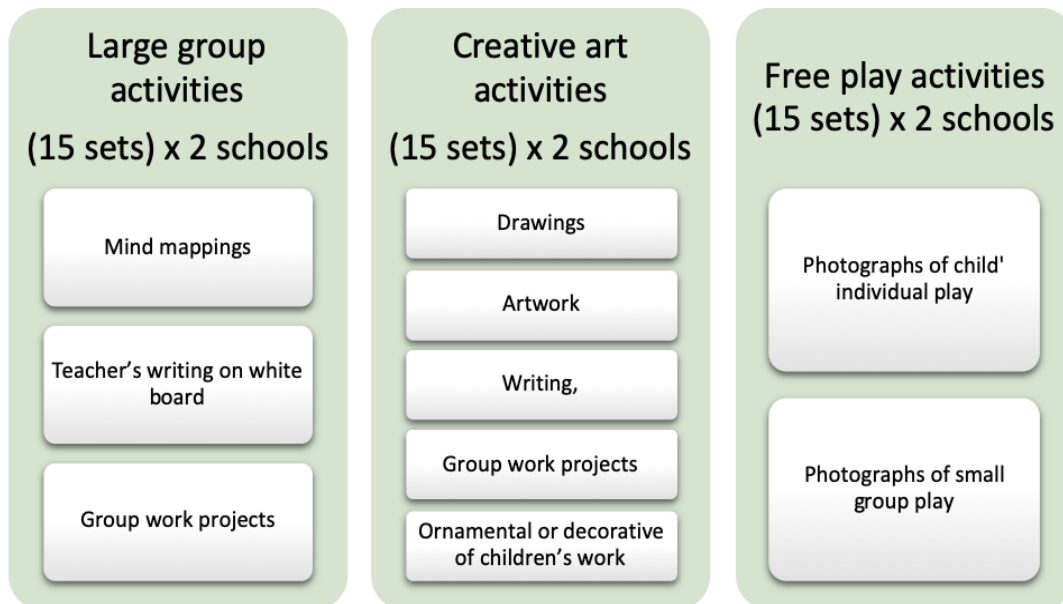 Large group
activities
(15 sets) x 2 schools
Mind mappings
Teacher’s writing on white
board
Group work projects
Creative art
activities
(15 sets) x 2 schools
Drawings
Artwork
Writing,
Group work projects
Ornamental or decorative
of children’s work
Free play activities
(15 sets) x 2 schools
Photographs of child'
individual play
Photographs of small
group play